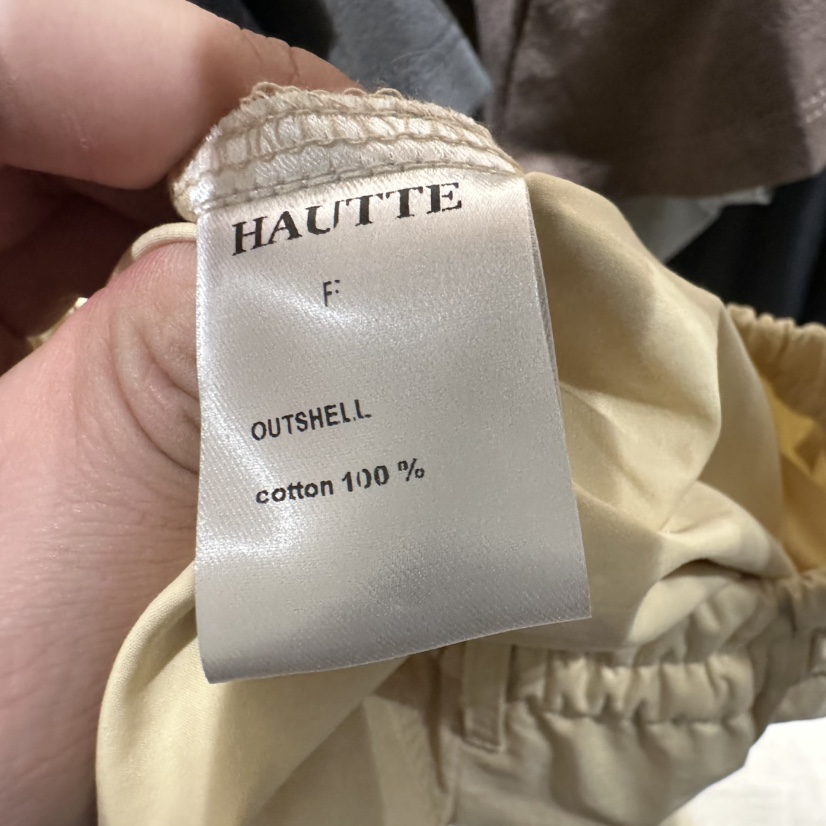 HAUTTE
F
OUTSHELL
cotton 100 %